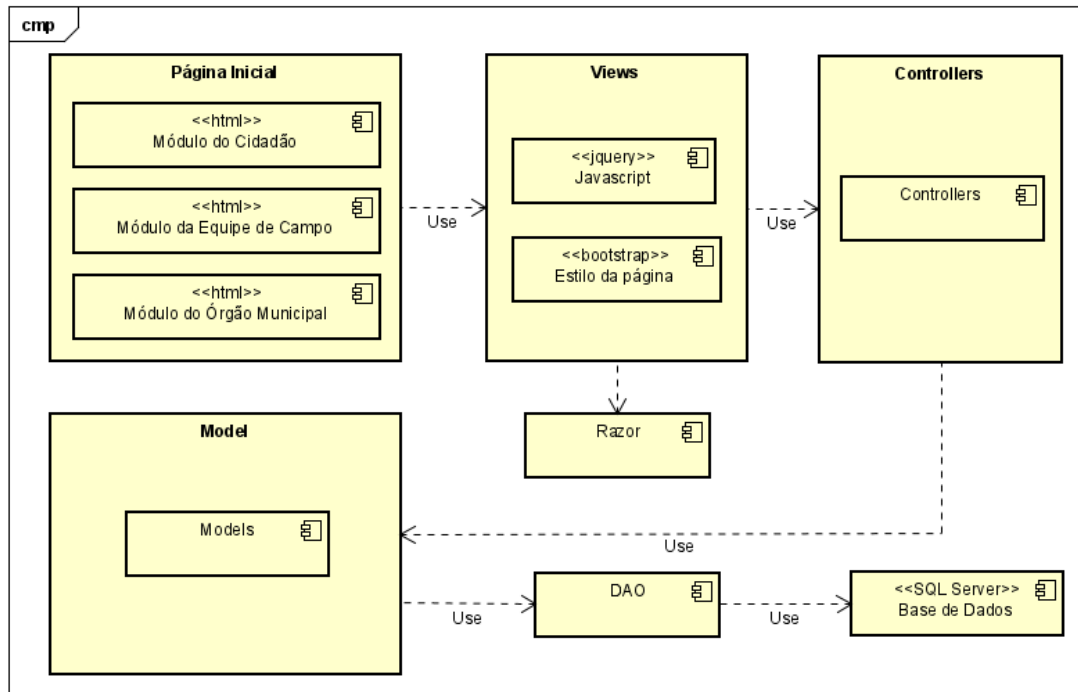 cmp
Página Inicial
<<html>>
Módulo do Cidadão
<<html>>
Módulo da Equipe de Campo
<<html>>
Módulo do Órgão Municipal
Use
Views
<<jquery>>
Javascript
<<bootstrap>>
Estilo da página
Use
Controllers
Controllers
Razor
Model
Models
Use
Use
DAO
Use
<<SQL Server>>
Base de Dados